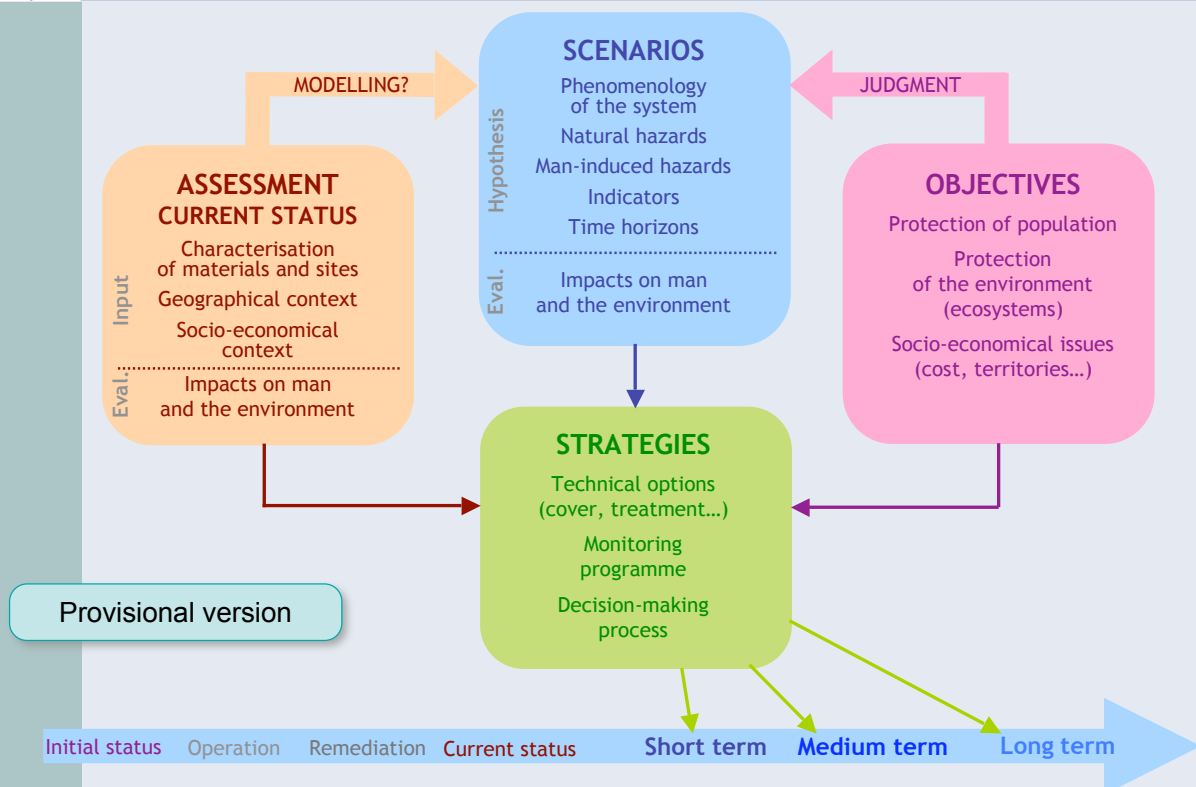 SCENARIOS
Phenomenology
of the system
Natural hazards
Man-induced hazards
Indicators
Time horizons
Hypothesis
Impacts on man
and the environment
Eval.
MODELLING?
JUDGMENT
ASSESSMENT
CURRENT STATUS
Characterisation
of materials and sites
Geographical context
Socio-economical
context
Input
Impacts on man
and the environment
Eval.
OBJECTIVES
Protection of population
Protection
of the environment
(ecosystems)
Socio-economical issues
(cost, territories…)
STRATEGIES
Technical options
(cover, treatment…)
Monitoring
programme
Decision-making
process
Provisional version
Initial status Operation Remediation Current status Short term Medium term Long term